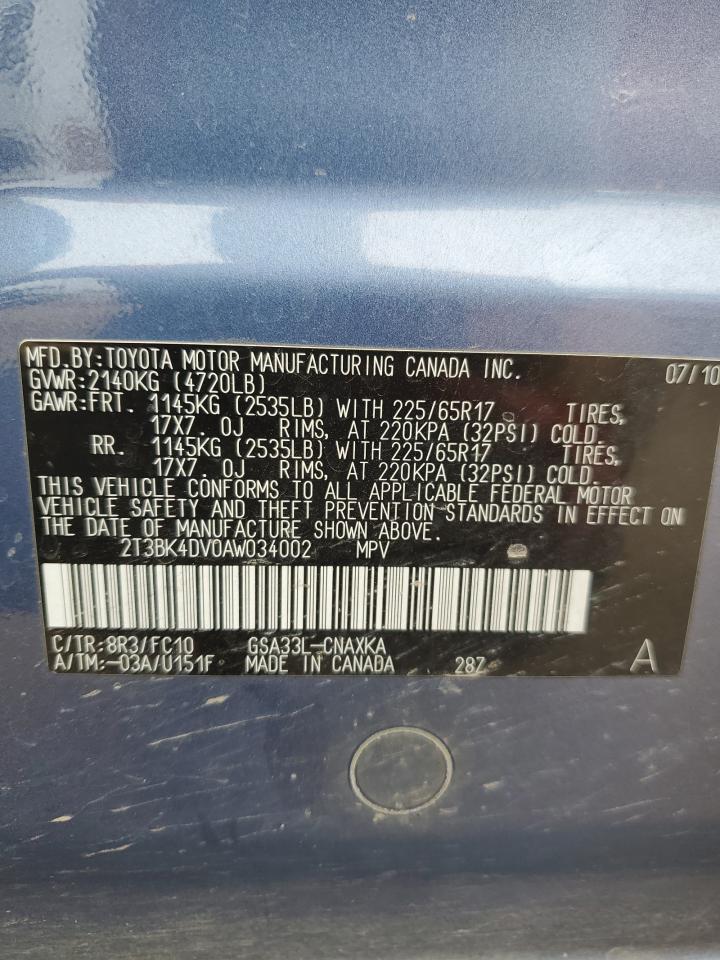 MFD.BY:TOYOTA MOTOR MANUFACTURING CANADA INC. 07/10
GVWR:2140KG (4720LB)
GAWR:FRT. 1145KG (2535LB) WITH 225/65R17 TIRES,
17X7. 0J RIMS, AT 220KPA (32PSI) COLD.
RR. 1145KG (2535LB) WITH 225/65R17 TIRES,
17X7. 0J RIMS, AT 220KPA (32PSI) COLD.
THIS VEHICLE CONFORMS TO ALL APPLICABLE FEDERAL MOTOR
VEHICLE SAFETY AND THEFT PREVENTION STANDARDS IN EFFECT ON
THE DATE OF MANUFACTURE SHOWN ABOVE.
2T3BK4DV0AW034002 MPV
C/TR:8R3/FC10 GSA33L-CNAXKA
A/TM:-03A/U151F MADE IN CANADA 287 A